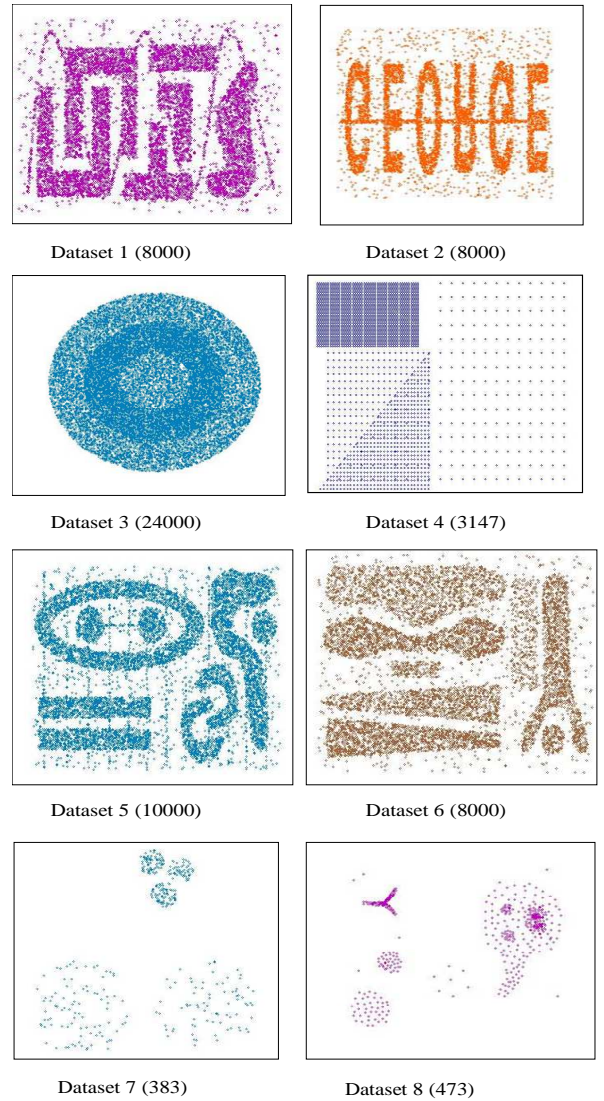 Dataset 1 (8000)
Dataset 2 (8000)
Dataset 3 (24000)
Dataset 4 (3147)
Dataset 5 (10000)
Dataset 6 (8000)
Dataset 7 (383)
Dataset 8 (473)